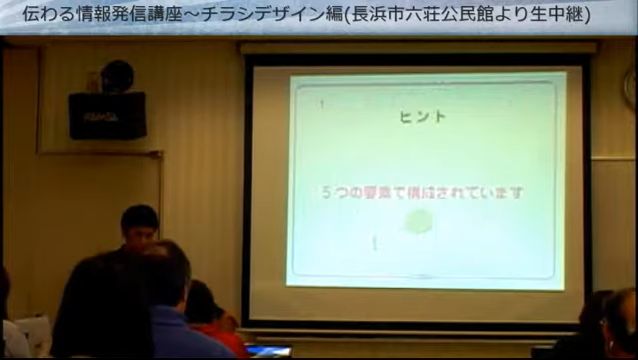 伝わる情報発信講座～チラシデザイン編(長浜市六荘公民館より生中継)
ヒント
5つの要素で構成されています